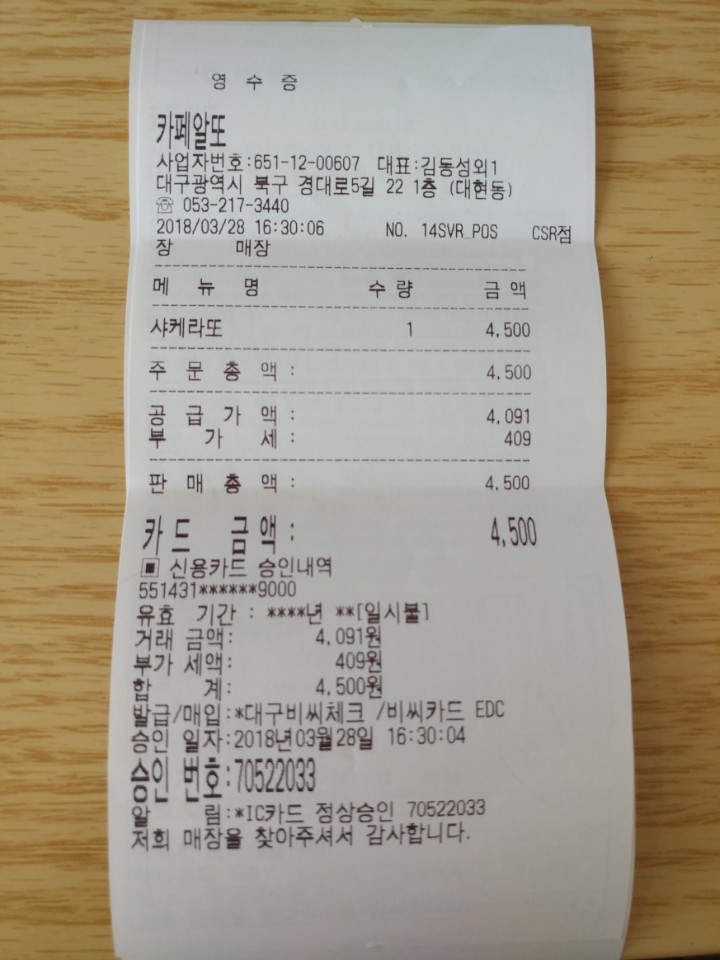 영 수 증
카페알또
사업자번호:651-12-00607 대표:김동성외1
대구광역시 북구 경대로5길 22 1층 (대현동)
☏ 053-217-3440
2018/03/28 16:30:06 NO. 14SVR_POS CSR점
장 매장
메 뉴 명 수 량 금 액
샤케라또 1 4,500
주 문 총 액 : 4,500
공 급 가 액 : 4,091
부 가 세 : 409
판 매 총 액 : 4,500
카 드 금 액 : 4,500
▣ 신용카드 승인내역
551431******9000
유효 기간 : ****년 **[일시불]
거래 금액: 4,091원
부가 세액: 409원
합 계: 4,500원
발급/매입:*대구비씨체크 /비씨카드 EDC
승인 일자:2018년03월28일 16:30:04
승인 번호:70522033
알 림:*IC카드 정상승인 70522033
저희 매장을 찾아주셔서 감사합니다.